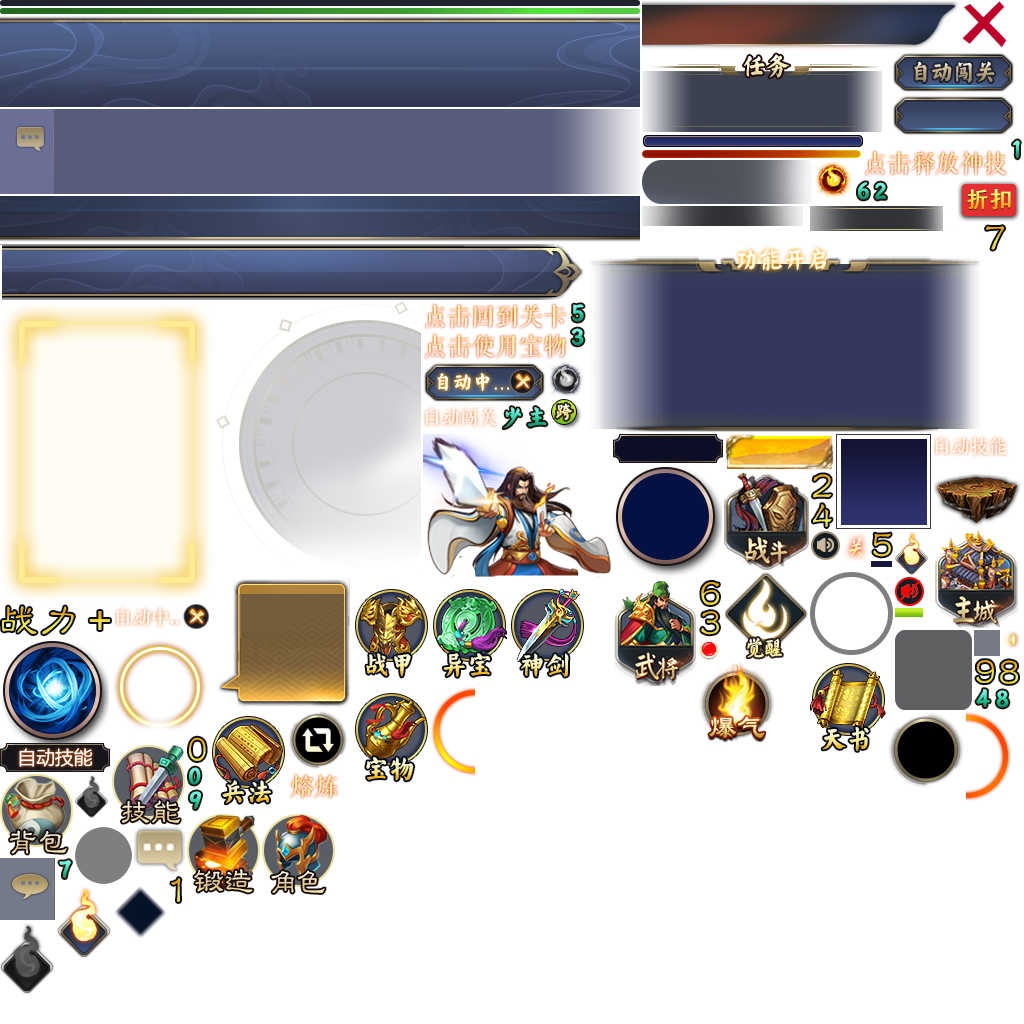 任务
自动闯关
点击释放神技
1
62
折扣
7
功能开启
点击回到关卡
5
点击使用宝物
3
自动中...
自动闯关
少主
跨
自动技能
2
4
战斗
关
5
主城
战力+
自动中..
战甲
异宝
神剑
武将
6
3
觉醒
98
48
爆气
天书
自动技能
技能
0
0
9
兵法
熔炼
宝物
背包
7
锻造
角色
1